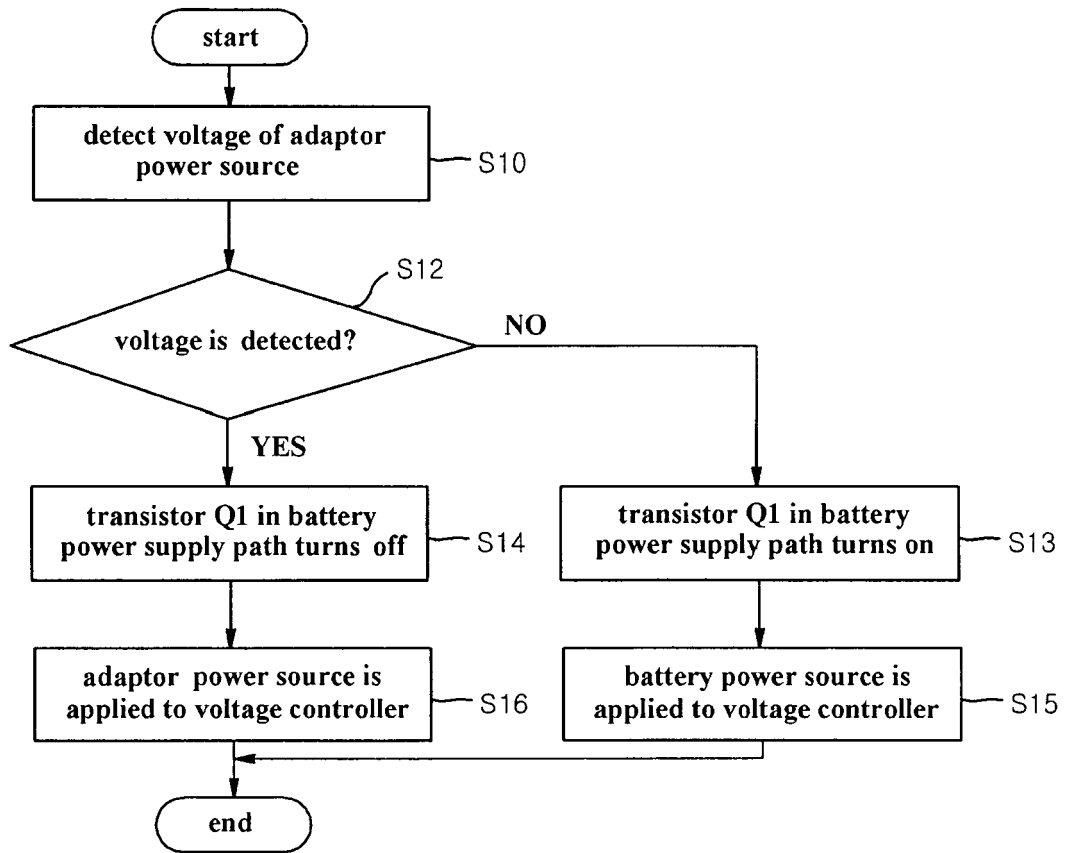 start
detect voltage of adaptor
power source
S10
S12
voltage is detected?
NO
YES
transistor Q1 in battery
power supply path turns off
S14
transistor Q1 in battery
power supply path turns on
S13
adaptor power source is
applied to voltage controller
S16
battery power source is
applied to voltage controller
S15
end